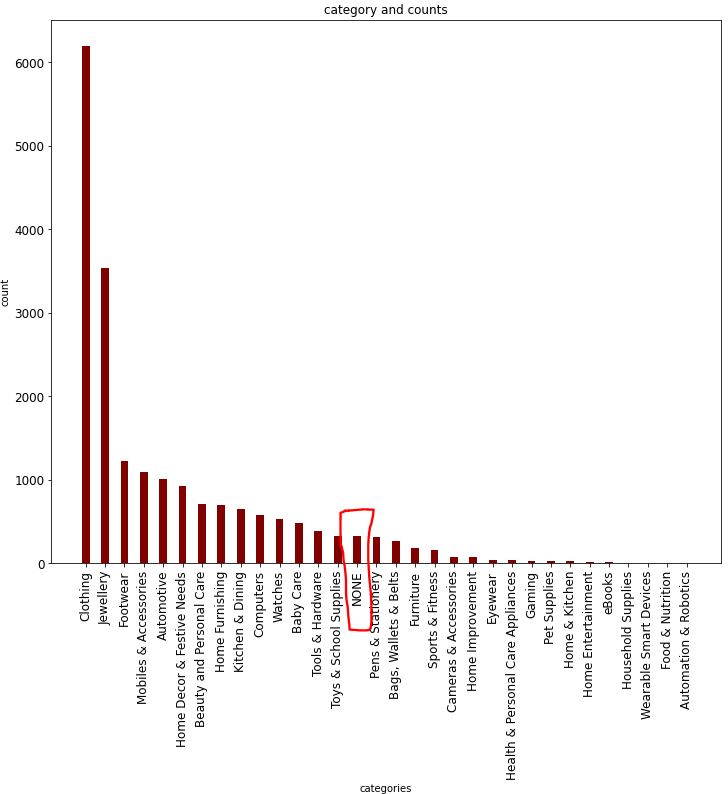 category and counts
6000
5000
4000
3000
2000
1000
0
count
Clothing
Jewellery
Footwear
Mobiles & Accessories
Automotive
Home Decor & Festive Needs
Beauty and Personal Care
Home Furnishing
Kitchen & Dining
Computers
Watches
Baby Care
Tools & Hardware
Toys & School Supplies
NONE
Pens & Stationery
Bags, Wallets & Belts
Furniture
Sports & Fitness
Cameras & Accessories
Home Improvement
Eyewear
Health & Personal Care Appliances
Gaming
Pet Supplies
Home & Kitchen
Home Entertainment
eBooks
Household Supplies
Wearable Smart Devices
Food & Nutrition
Automation & Robotics
categories